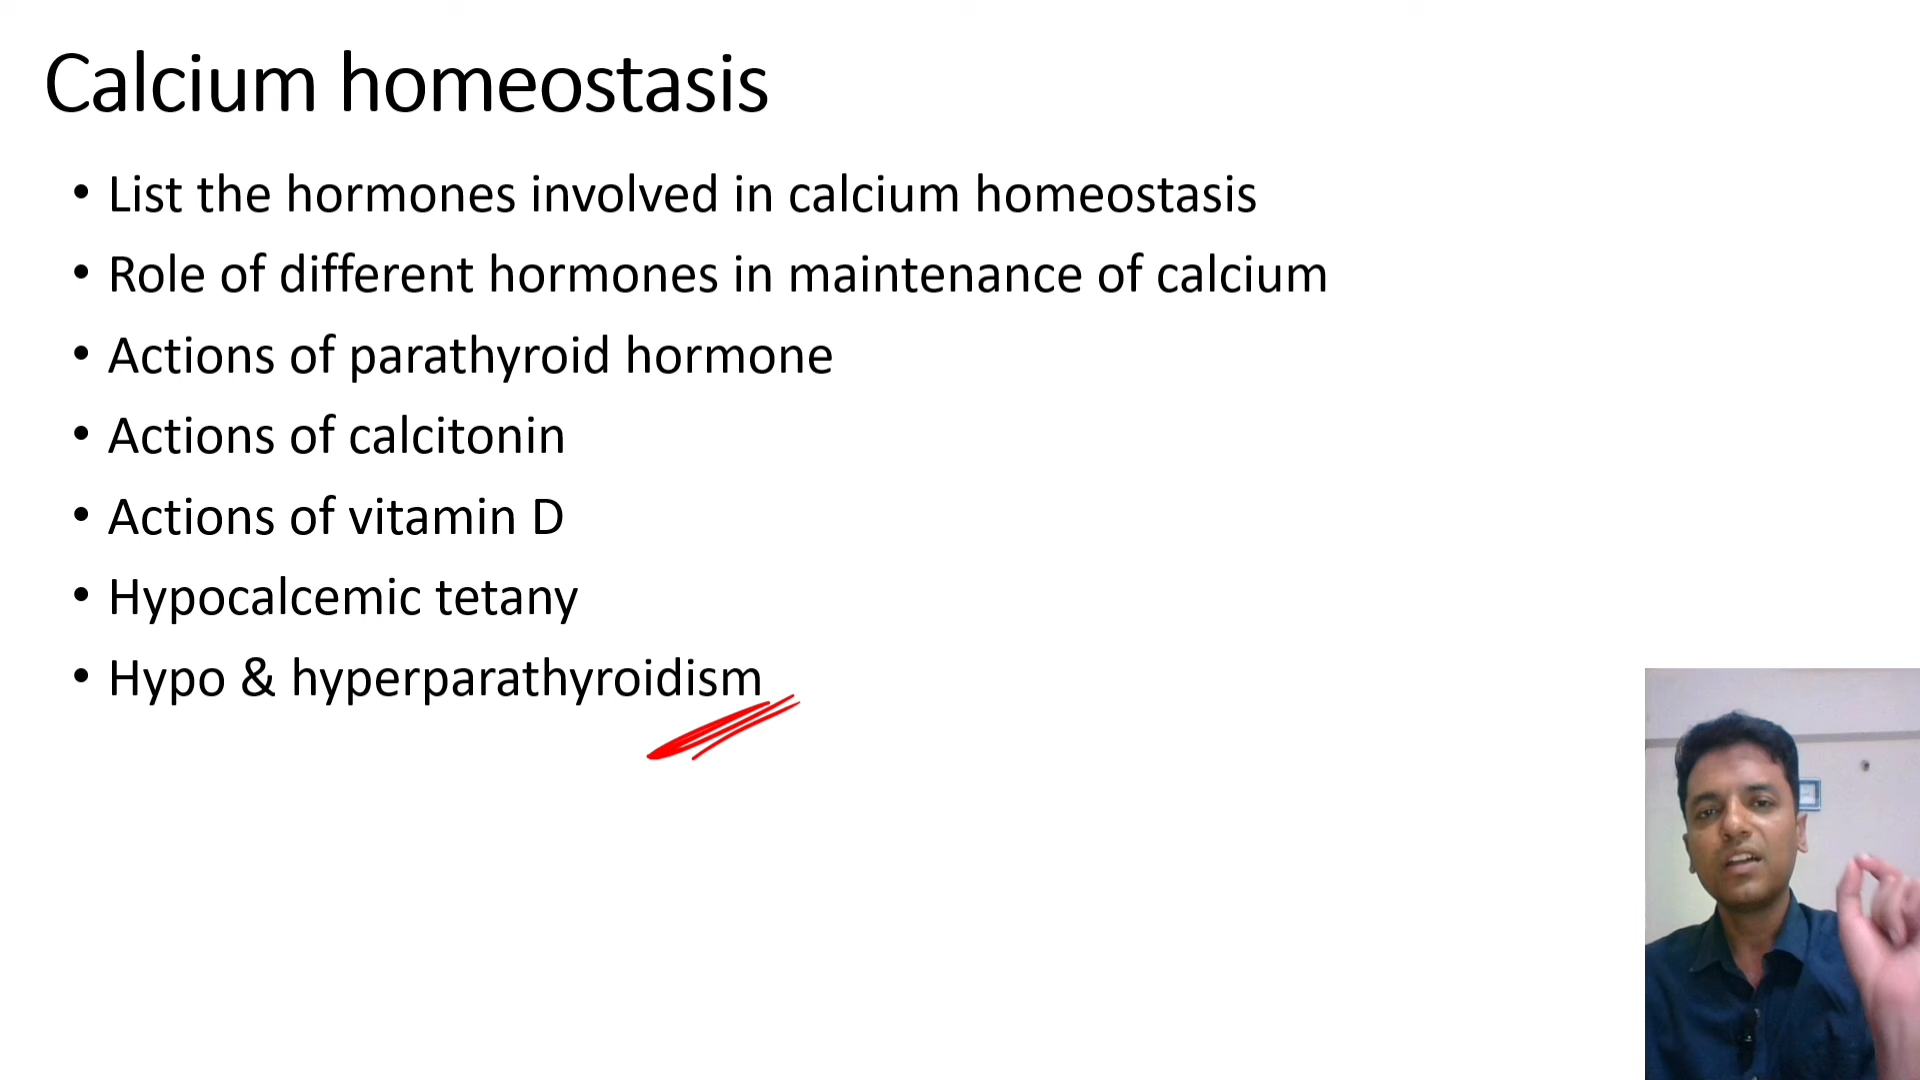 Calcium homeostasis
• List the hormones involved in calcium homeostasis
• Role of different hormones in maintenance of calcium
• Actions of parathyroid hormone
• Actions of calcitonin
• Actions of vitamin D
• Hypocalcemic tetany
• Hypo & hyperparathyroidism